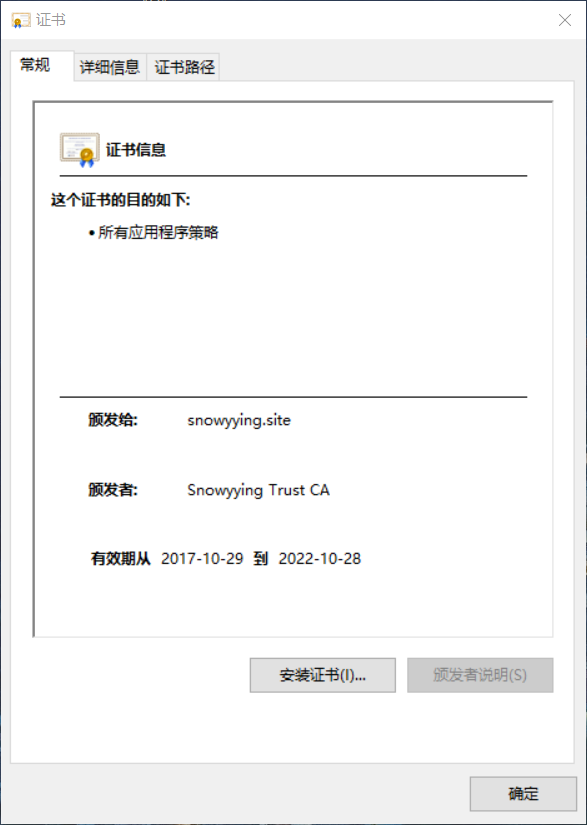 证书
常规 详细信息 证书路径
证书信息
这个证书的目的如下:
• 所有应用程序策略
颁发给: snowyying.site
颁发者: Snowyying Trust CA
有效期从 2017-10-29 到 2022-10-28
安装证书(I)... 颁发者说明(S)
确定